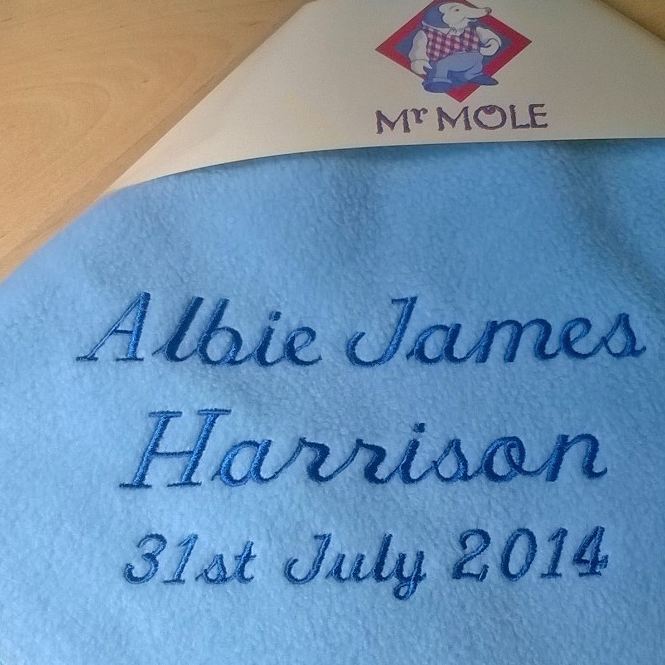 Mr MOLE
Albie James
Harrison
31st July 2014